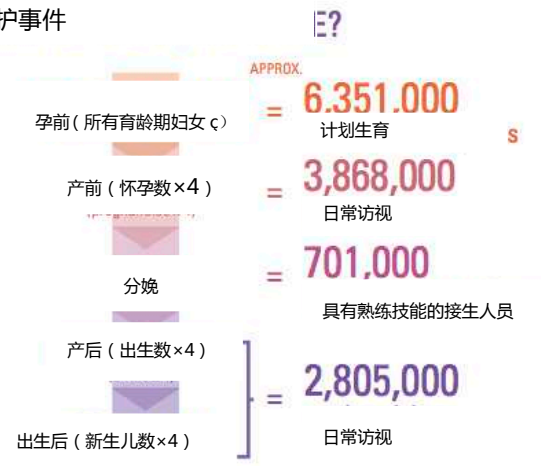 护事件
E?
APPROX.
孕前（所有育龄期妇女 ç）
= 6,351,000
计划生育
S
产前（怀孕数×4）
= 3,868,000
日常访视
分娩
= 701,000
具有熟练技能的接生人员
产后（出生数×4）
= 2,805,000
出生后（新生儿数×4）
日常访视